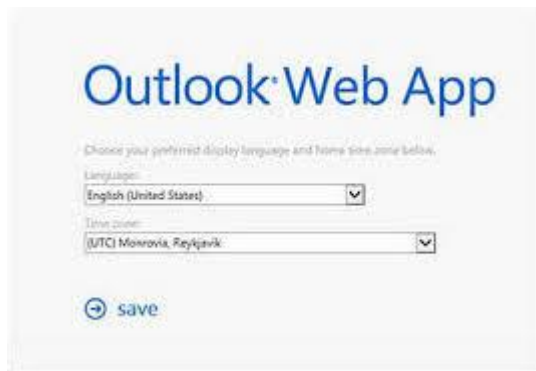 Outlook® Web App
Choose your preferred display language and home time zone below.
Language:
English (United States)
Time zone:
(UTC) Monrovia, Reykjavik
save